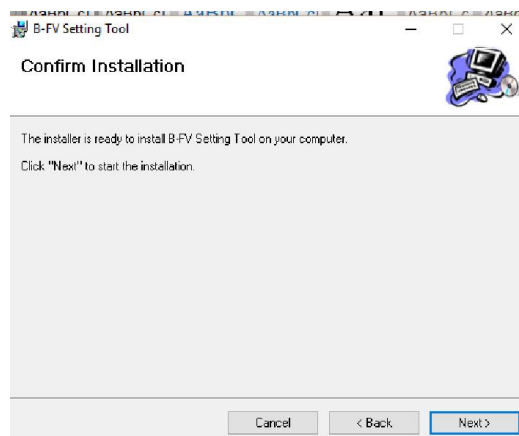 B-FV Setting Tool
Confirm Installation
The installer is ready to install B-FV Setting Tool on your computer.
Click "Next" to start the installation.
Cancel
< Back
Next >